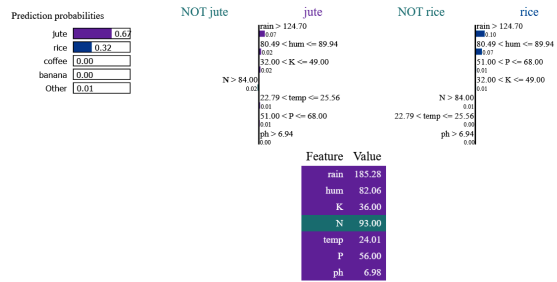 Prediction probabilities
jute 0.67
rice 0.32
coffee 0.00
banana 0.00
Other 0.01
NOT jute jute
rain > 124.70
0.07
80.49 < hum <= 89.94
0.02
32.00 < K <= 49.00
0.02
N > 84.00
0.02
22.79 < temp <= 25.56
0.01
51.00 < P <= 68.00
0.01
ph > 6.94
0.00
NOT rice rice
rain > 124.70
0.10
80.49 < hum <= 89.94
0.07
51.00 < P <= 68.00
0.01
32.00 < K <= 49.00
0.01
N > 84.00
0.01
22.79 < temp <= 25.56
0.00
ph > 6.94
0.00
Feature Value
rain 185.28
hum 82.06
K 36.00
N 93.00
temp 24.01
P 56.00
ph 6.98